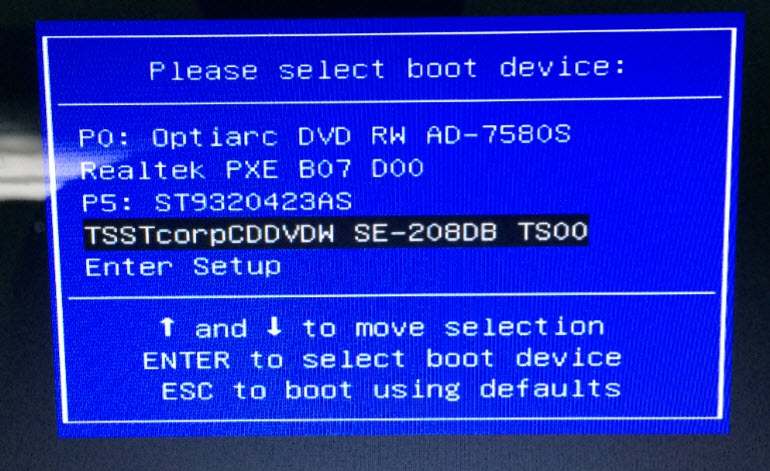 Please select boot device:
P0: Optiarc DVD RW AD-7580S
Realtek PXE B07 D00
P5: ST9320423AS
TSSTcorpCDDVDW SE-208DB TS00
Enter Setup
↑ and ↓ to move selection
ENTER to select boot device
ESC to boot using defaults